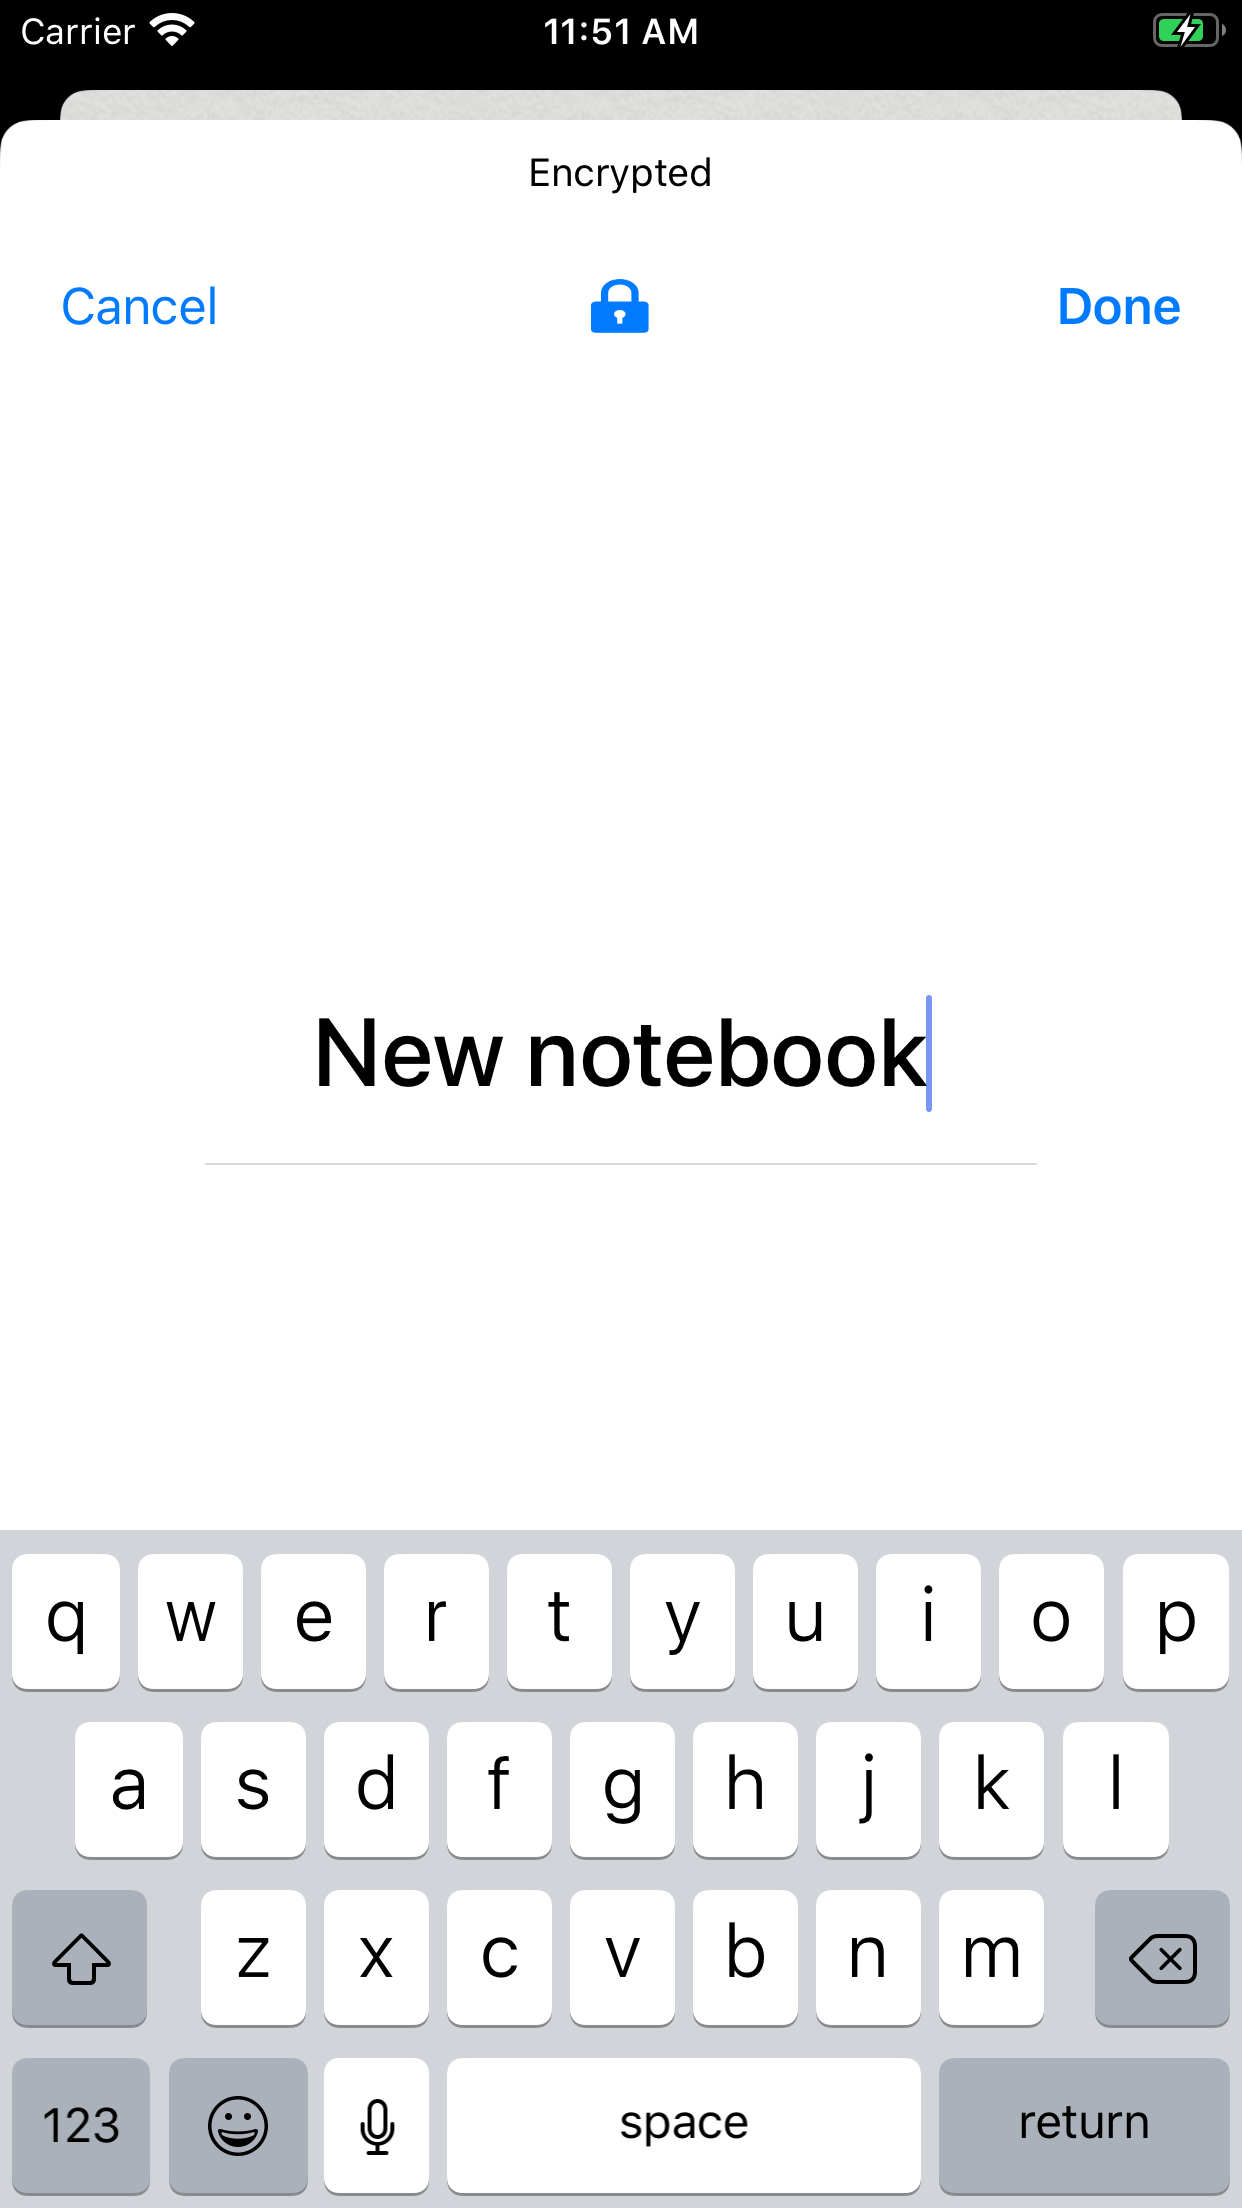 Carrier 11:51 AM
Encrypted
Cancel Done
New notebook
q w e r t y u i o p
a s d f g h j k l
z x c v b n m
123 space return